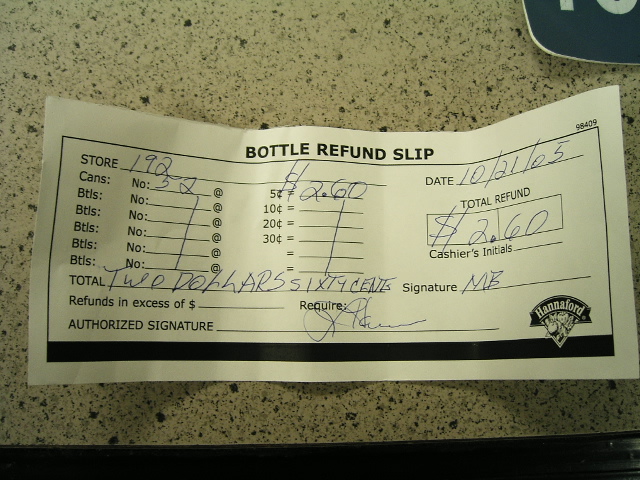 98409
BOTTLE REFUND SLIP
STORE 192 DATE 10/21/05
Cans: No: 52 @ 5¢ = $2.60
Btls: No: @ 10¢ =
Btls: No: @ 20¢ =
Btls: No: @ 30¢ =
Btls: No: @ =
Btls: No: @ =
TOTAL REFUND
$2.60
Cashier's Initials
TOTAL TWO DOLLARS SIXTY CENTS Signature MB
Refunds in excess of $ Require:
AUTHORIZED SIGNATURE
Hannaford